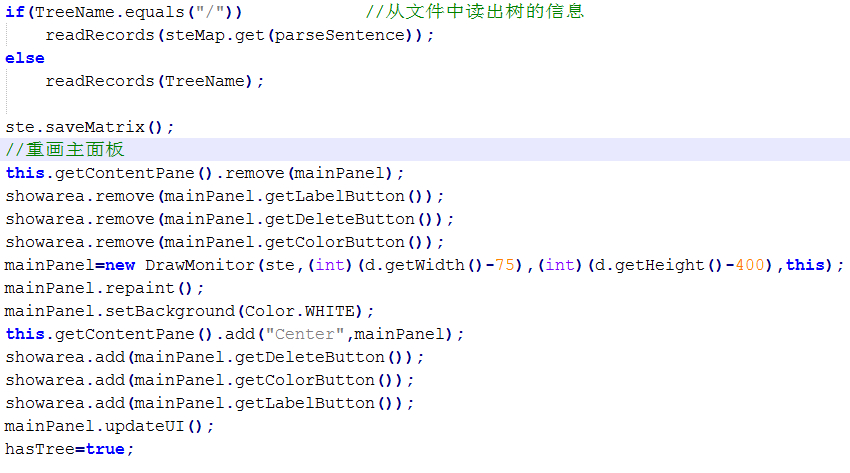 if(TreeName.equals("/"))            //从文件中读出树的信息
    readRecords(steMap.get(parseSentence));
else
    readRecords(TreeName);
ste.saveMatrix();
//重画主面板
this.getContentPane().remove(mainPanel);
showarea.remove(mainPanel.getLabelButton());
showarea.remove(mainPanel.getDeleteButton());
showarea.remove(mainPanel.getColorButton());
mainPanel=new DrawMonitor(ste,(int)(d.getWidth()-75),(int)(d.getHeight()-400),this);
mainPanel.repaint();
mainPanel.setBackground(Color.WHITE);
this.getContentPane().add("Center",mainPanel);
showarea.add(mainPanel.getDeleteButton());
showarea.add(mainPanel.getColorButton());
showarea.add(mainPanel.getLabelButton());
mainPanel.updateUI();
hasTree=true;